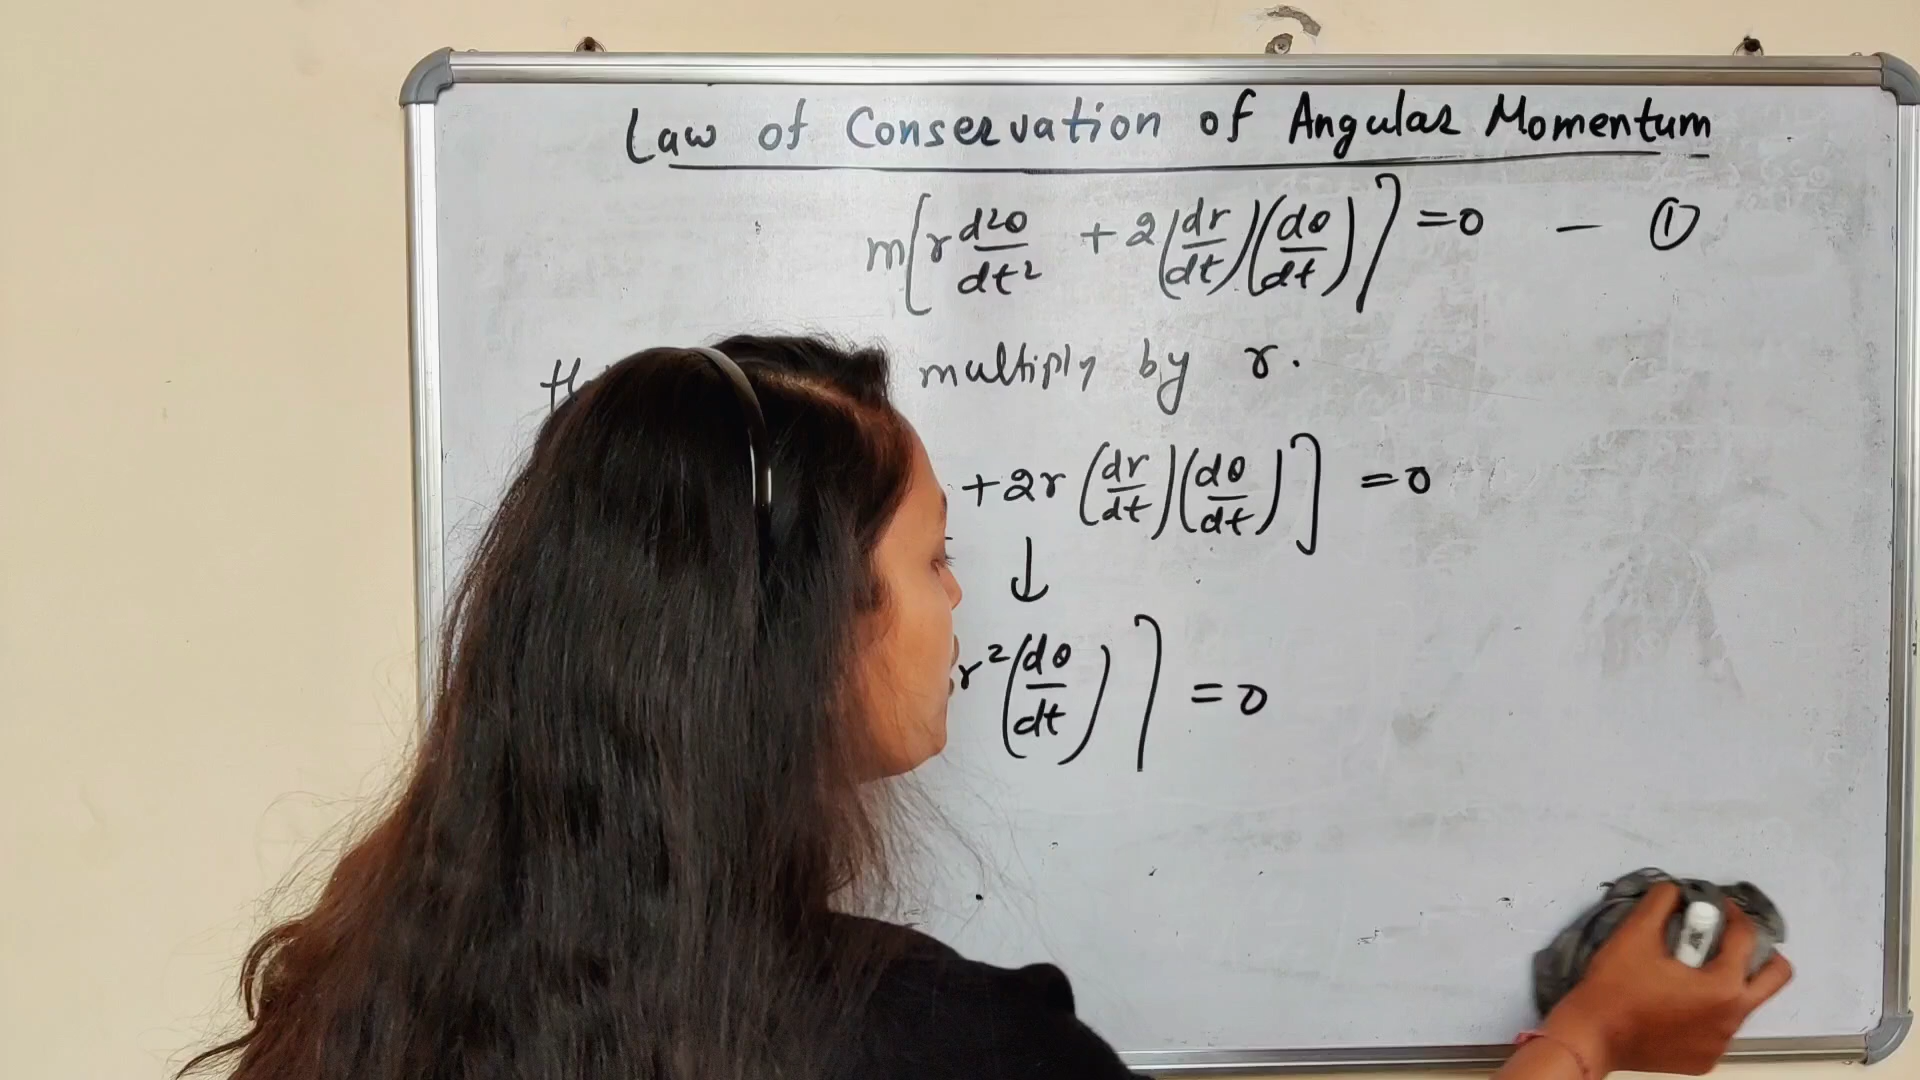 Law of Conservation of Angular Momentum
m[r d²θ/dt² + 2(dr/dt)(dθ/dt)] = 0 — ①
multiply by r.
+2r (dr/dt)(dθ/dt)] = 0
↓
r²(dθ/dt)] = 0